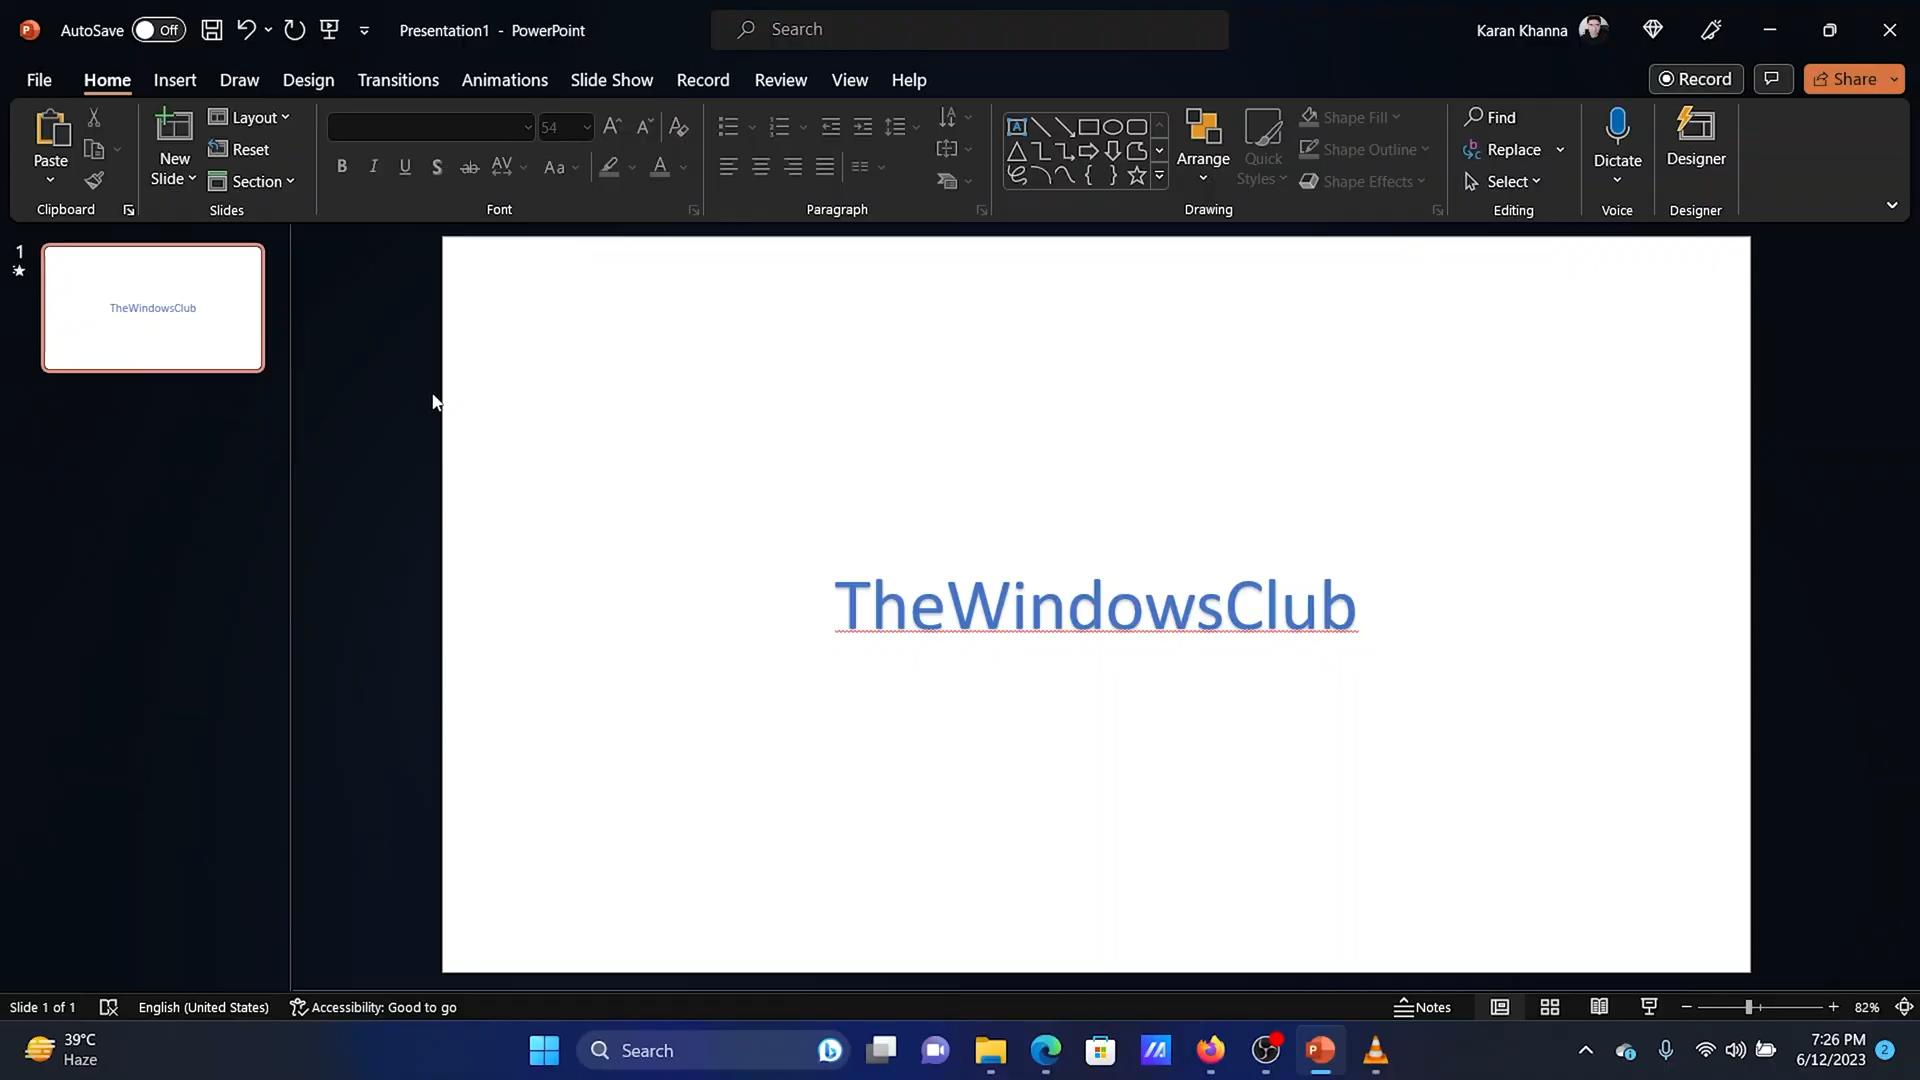 AutoSave Off Presentation1 - PowerPoint Search Karan Khanna
File Home Insert Draw Design Transitions Animations Slide Show Record Review View Help Record Share
Paste
Clipboard
New
Slide
Layout
Reset
Section
Slides
54
B I U S ab AV Aa A
Font
Paragraph
Arrange
Quick
Styles
Shape Fill
Shape Outline
Shape Effects
Drawing
Find
Replace
Select
Editing
Dictate
Voice
Designer
Designer
1
TheWindowsClub
TheWindowsClub
Slide 1 of 1 English (United States) Accessibility: Good to go Notes 82%
39°C
Haze
Search
7:26 PM
6/12/2023
2